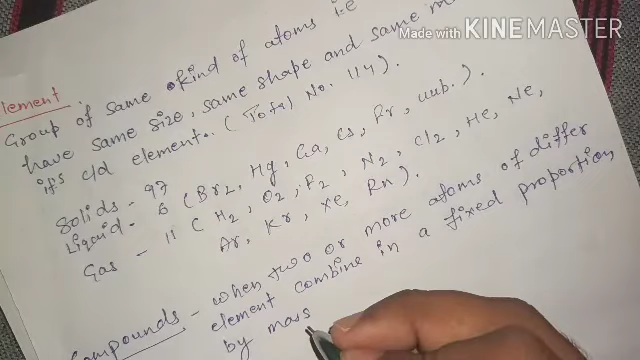 Made with KINEMASTER
lement
Group of same kind of atoms i.e
have same size, same shape and same m
its c/d element. (Total No. 114).
Solids - 97
Liquid - 6 (Br2, Hg, Ga, Cs, Fr, uub.).
Gas - 11 (H2, O2, F2, N2, Cl2, He, Ne,
Ar, Kr, Xe, Rn).
ompounds - when two or more atoms of differ
element combine in a fixed proportion,
by mass